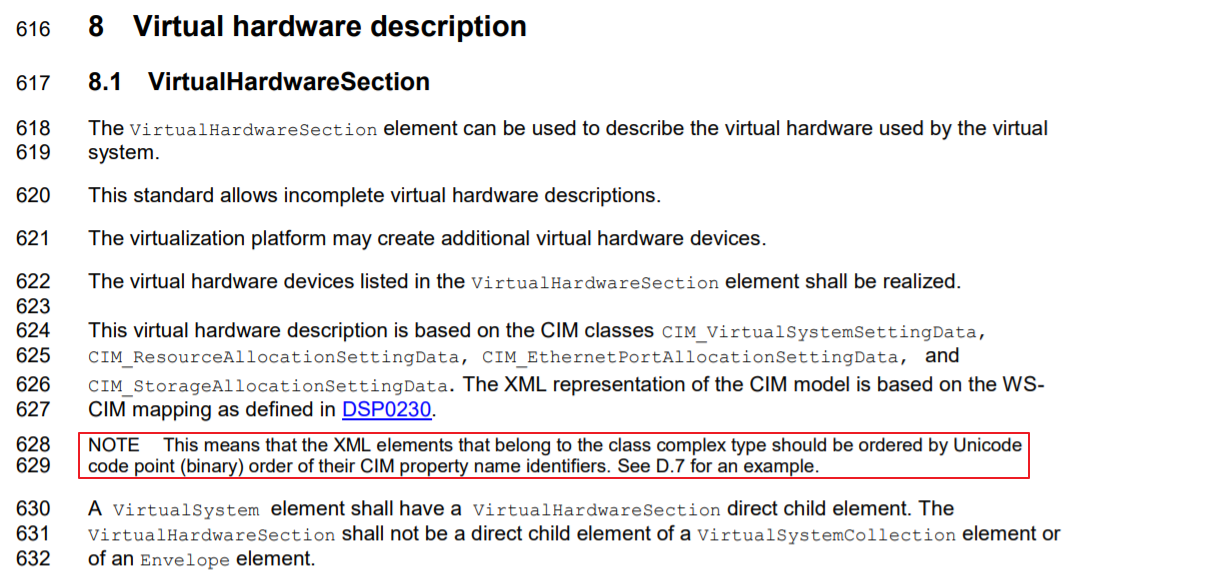 616 8 Virtual hardware description
617 8.1 VirtualHardwareSection
618 The VirtualHardwareSection element can be used to describe the virtual hardware used by the virtual
619 system.
620 This standard allows incomplete virtual hardware descriptions.
621 The virtualization platform may create additional virtual hardware devices.
622 The virtual hardware devices listed in the VirtualHardwareSection element shall be realized.
623
624 This virtual hardware description is based on the CIM classes CIM_VirtualSystemSettingData,
625 CIM_ResourceAllocationSettingData, CIM_EthernetPortAllocationSettingData, and
626 CIM_StorageAllocationSettingData. The XML representation of the CIM model is based on the WS-
627 CIM mapping as defined in DSP0230.
628 NOTE This means that the XML elements that belong to the class complex type should be ordered by Unicode
629 code point (binary) order of their CIM property name identifiers. See D.7 for an example.
630 A VirtualSystem element shall have a VirtualHardwareSection direct child element. The
631 VirtualHardwareSection shall not be a direct child element of a VirtualSystemCollection element or
632 of an Envelope element.